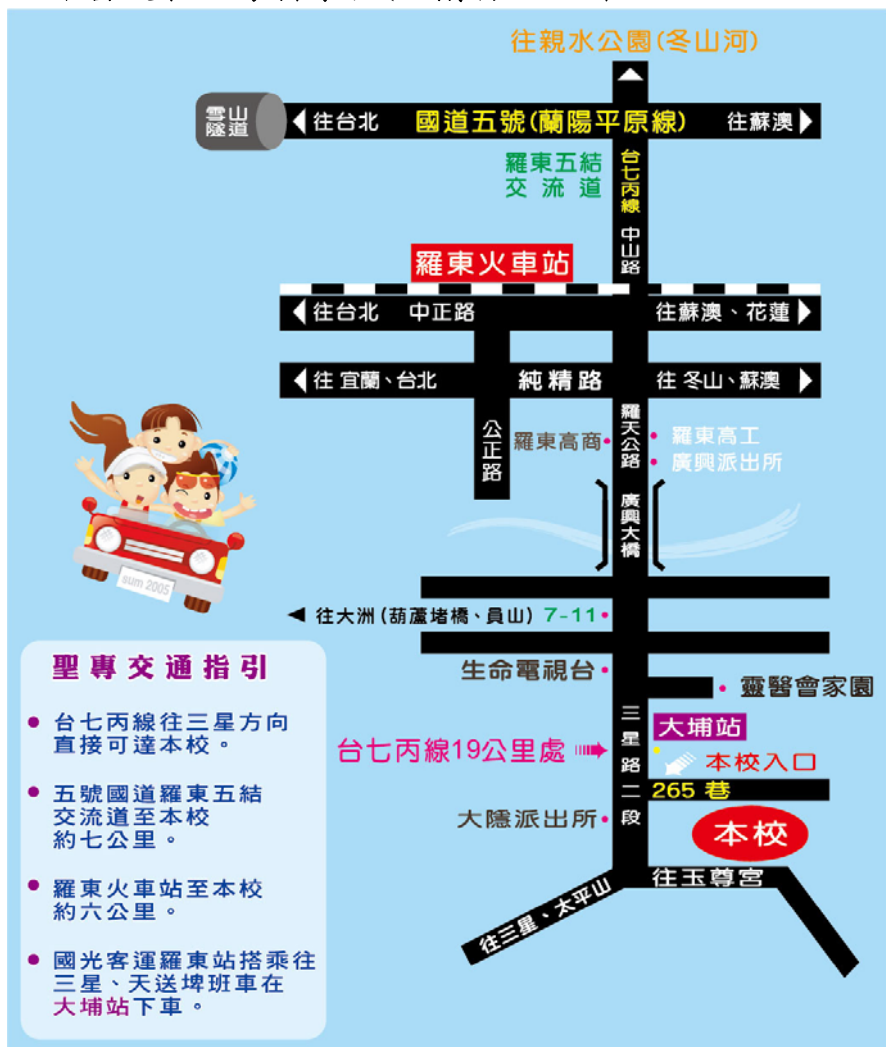 往親水公園(冬山河)
雪山
隧道
往台北 國道五號(蘭陽平原線) 往蘇澳
羅東五結
交流道
台七丙線
中山路
羅東火車站
往台北 中正路 往蘇澳、花蓮
往 宜蘭、台北 純精路 往 冬山、蘇澳
公正路
羅東高商
羅天公路
羅東高工
廣興派出所
廣興大橋
sum 2005
往大洲(葫蘆堵橋、員山) 7-11
生命電視台
靈醫會家園
三星路二段
大埔站
台七丙線19公里處
本校入口
265 巷
大隱派出所
本校
往玉尊宮
往三星、太平山
聖專交通指引
台七丙線往三星方向
直接可達本校。
五號國道羅東五結
交流道至本校
約七公里。
羅東火車站至本校
約六公里。
國光客運羅東站搭乘往
三星、天送埤班車在
大埔站下車。